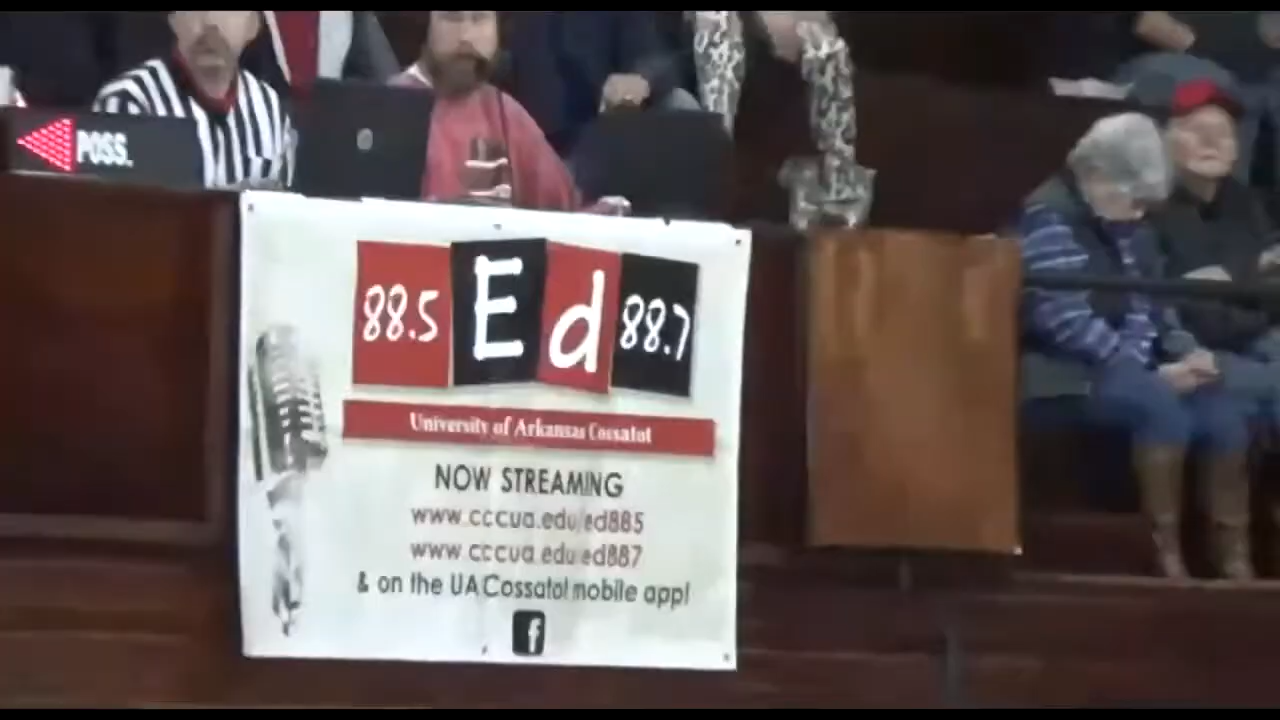 POSS.
88.5 Ed 88.7
University of Arkansas Cossatot
NOW STREAMING
www.cccua.edu/ed885
www.cccua.edu/ed887
& on the UA Cossatot mobile app!
f